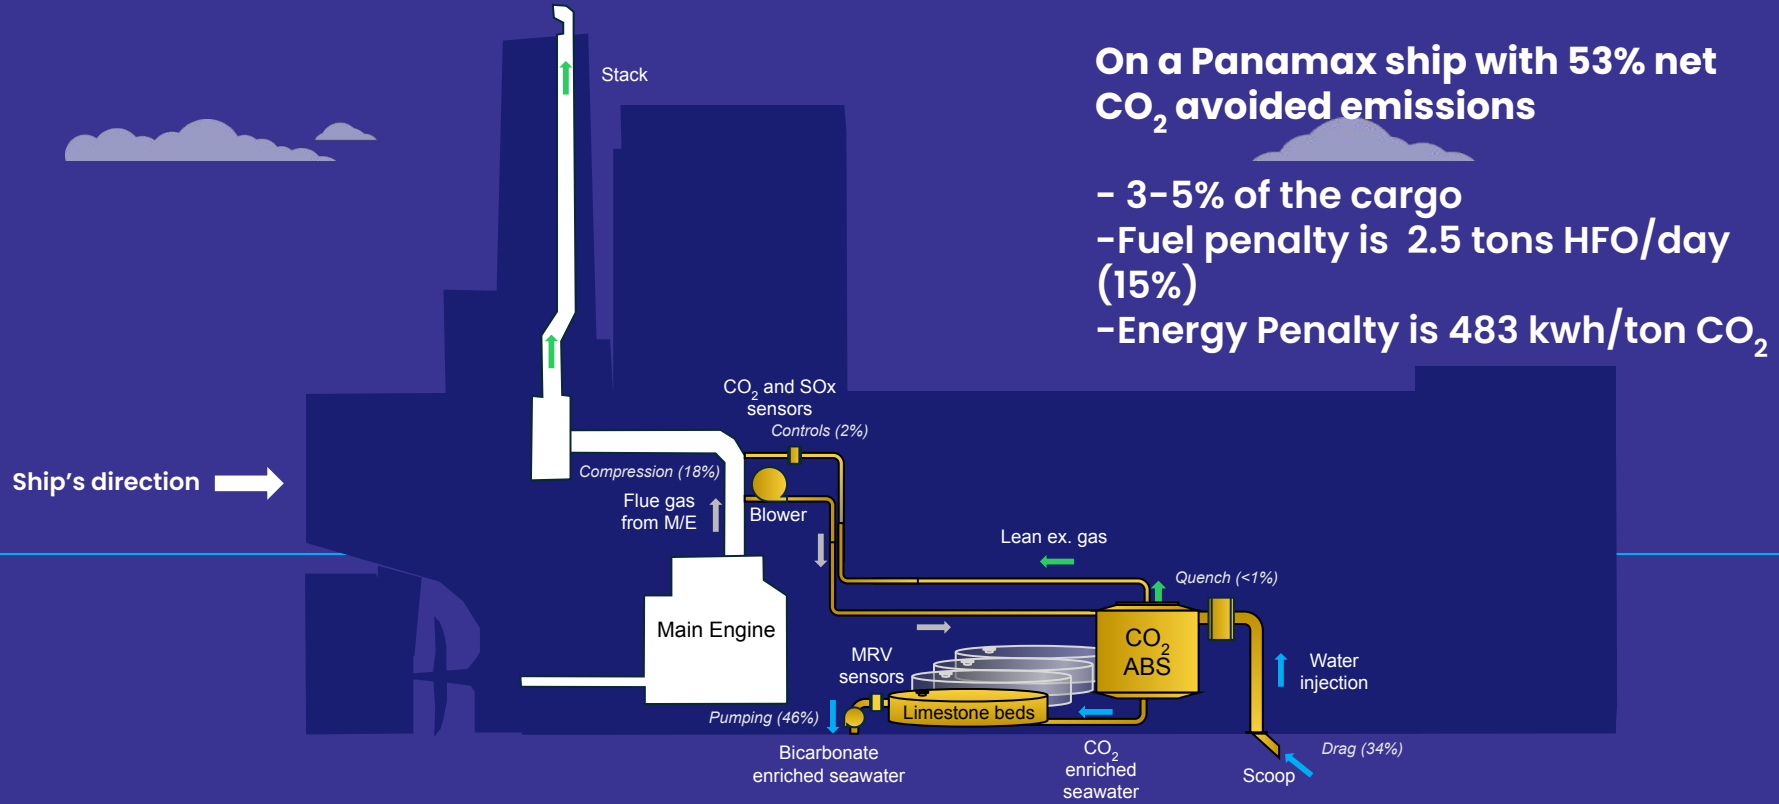 On a Panamax ship with 53% net
CO₂ avoided emissions
- 3-5% of the cargo
-Fuel penalty is 2.5 tons HFO/day
(15%)
-Energy Penalty is 483 kwh/ton CO₂
Stack
CO₂ and SOx
sensors
Controls (2%)
Compression (18%)
Ship's direction
Flue gas
from M/E
Blower
Lean ex. gas
Quench (<1%)
Main Engine
CO₂
ABS
MRV
sensors
Water
injection
Limestone beds
Pumping (46%)
Bicarbonate
enriched seawater
CO₂
enriched
seawater
Drag (34%)
Scoop